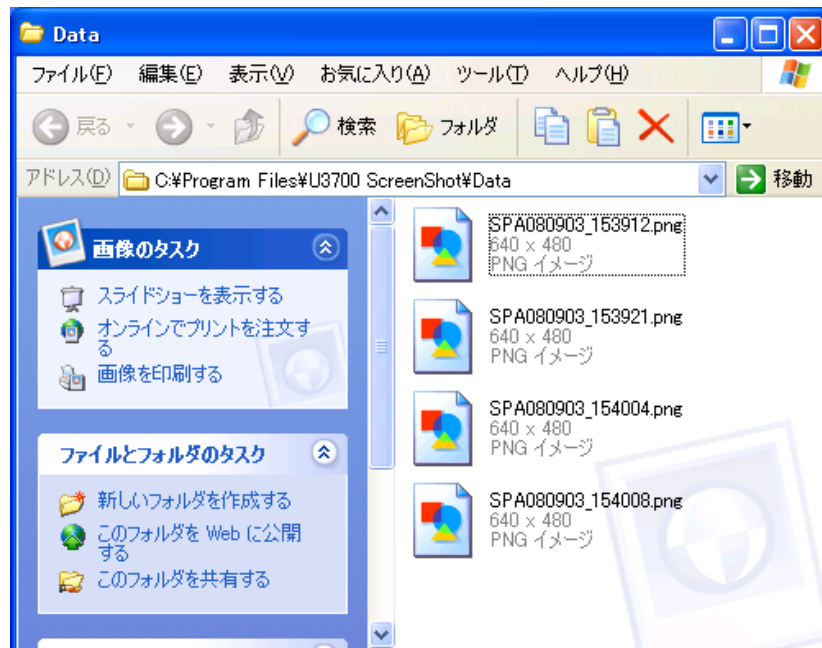 Data
ファイル(F) 編集(E) 表示(V) お気に入り(A) ツール(T) ヘルプ(H)
戻る 検索 フォルダ
アドレス(D) C:¥Program Files¥U3700 ScreenShot¥Data 移動
画像のタスク
スライドショーを表示する
オンラインでプリントを注文す
る
画像を印刷する
ファイルとフォルダのタスク
新しいフォルダを作成する
このフォルダを Web に公開
する
このフォルダを共有する
SPA080903_153912.png
640 x 480
PNG イメージ
SPA080903_153921.png
640 x 480
PNG イメージ
SPA080903_154004.png
640 x 480
PNG イメージ
SPA080903_154008.png
640 x 480
PNG イメージ